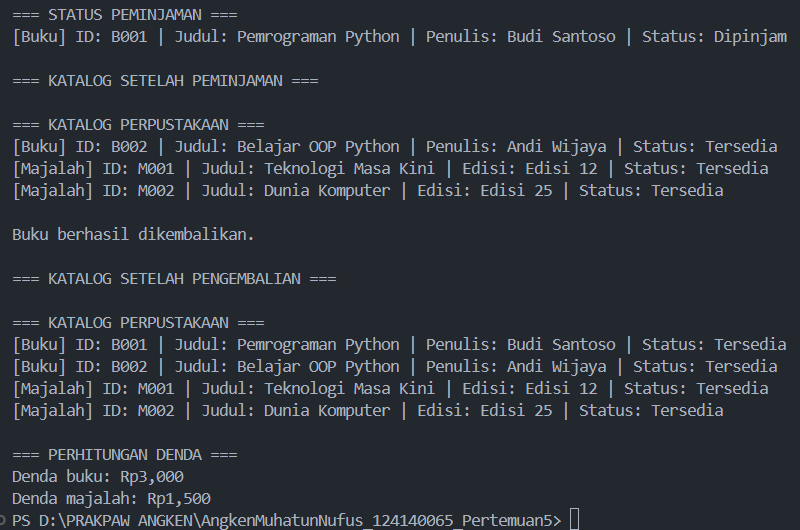 === STATUS PEMINJAMAN ===
[Buku] ID: B001 | Judul: Pemrograman Python | Penulis: Budi Santoso | Status: Dipinjam
=== KATALOG SETELAH PEMINJAMAN ===
=== KATALOG PERPUSTAKAAN ===
[Buku] ID: B002 | Judul: Belajar OOP Python | Penulis: Andi Wijaya | Status: Tersedia
[Majalah] ID: M001 | Judul: Teknologi Masa Kini | Edisi: Edisi 12 | Status: Tersedia
[Majalah] ID: M002 | Judul: Dunia Komputer | Edisi: Edisi 25 | Status: Tersedia
Buku berhasil dikembalikan.
=== KATALOG SETELAH PENGEMBALIAN ===
=== KATALOG PERPUSTAKAAN ===
[Buku] ID: B001 | Judul: Pemrograman Python | Penulis: Budi Santoso | Status: Tersedia
[Buku] ID: B002 | Judul: Belajar OOP Python | Penulis: Andi Wijaya | Status: Tersedia
[Majalah] ID: M001 | Judul: Teknologi Masa Kini | Edisi: Edisi 12 | Status: Tersedia
[Majalah] ID: M002 | Judul: Dunia Komputer | Edisi: Edisi 25 | Status: Tersedia
=== PERHITUNGAN DENDA ===
Denda buku: Rp3,000
Denda majalah: Rp1,500
PS D:\PRAKPAW ANGKEN\AngkenMuhatunNufus_124140065_Pertemuan5>